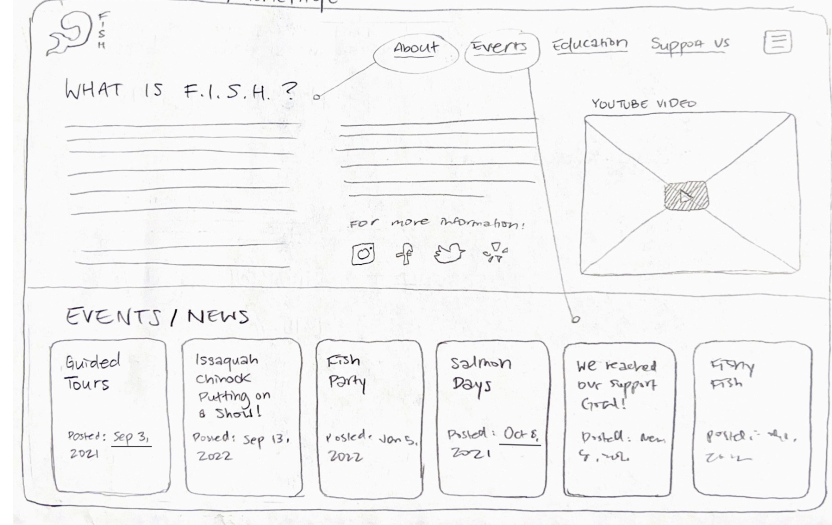 FISH
About Events Education Support us
WHAT IS F.I.S.H. ?
YOUTUBE VIDEO
For more information:
EVENTS / NEWS
Guided
Tours
Posted: Sep 3,
2021
Issaquah
Chinook
Putting on
a Show!
Posted: Sep 13,
2022
Fish
Party
Posted: Jan 5,
2022
Salmon
Days
Posted: Oct 8,
2021
We reached
our support
Goal!
Posted:
Fishy
Fish
Posted: